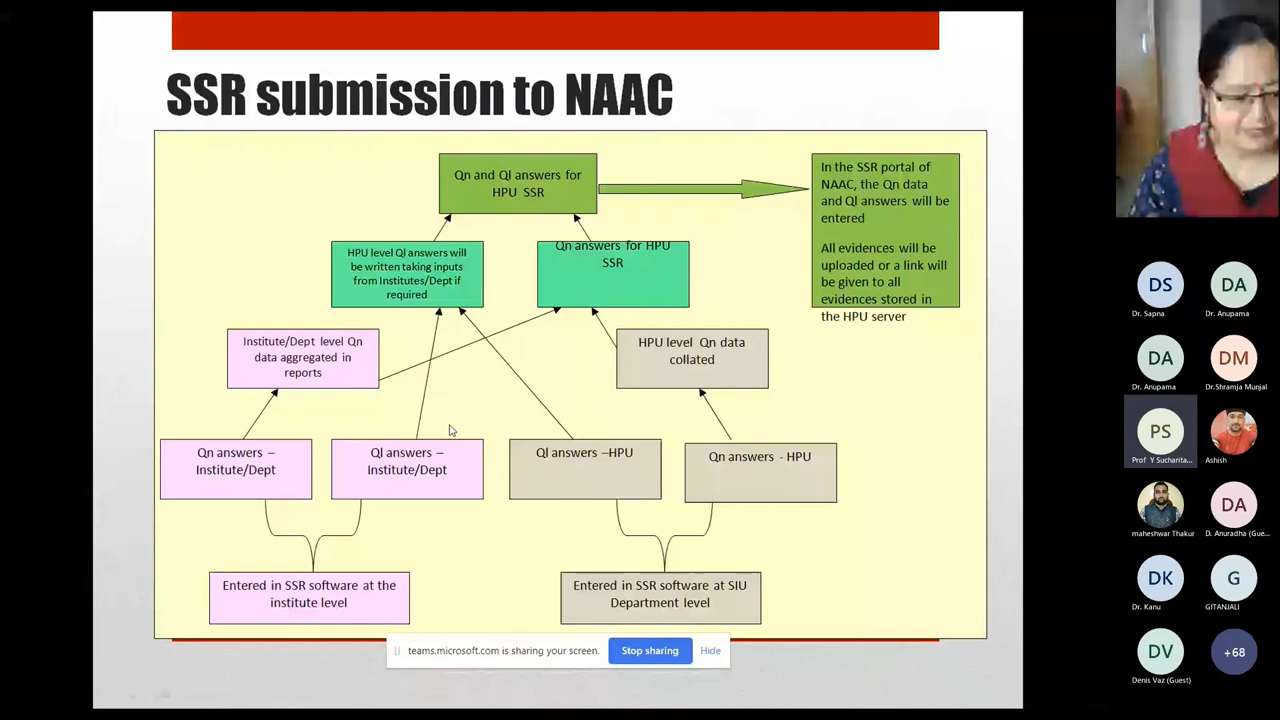 SSR submission to NAAC
Qn and Ql answers for
HPU SSR
In the SSR portal of
NAAC, the Qn data
and Ql answers will be
entered
All evidences will be
uploaded or a link will
be given to all
evidences stored in
the HPU server
HPU level Ql answers will
be written taking inputs
from Institutes/Dept if
required
Qn answers for HPU
SSR
Institute/Dept level Qn
data aggregated in
reports
HPU level Qn data
collated
Qn answers –
Institute/Dept
Ql answers –
Institute/Dept
Ql answers –HPU
Qn answers - HPU
Entered in SSR software at the
institute level
Entered in SSR software at SIU
Department level
teams.microsoft.com is sharing your screen.
Stop sharing
Hide
DS
Dr. Sapna
DA
Dr. Anupama
DA
Dr. Anupama
DM
Dr.Shramja Munjal
PS
Prof Y Sucharita...
Ashish
maheshwar Thakur
DA
D. Anuradha (Gue...
DK
Dr. Kanu
G
GITANJALI
DV
Denis Vaz (Guest)
+68